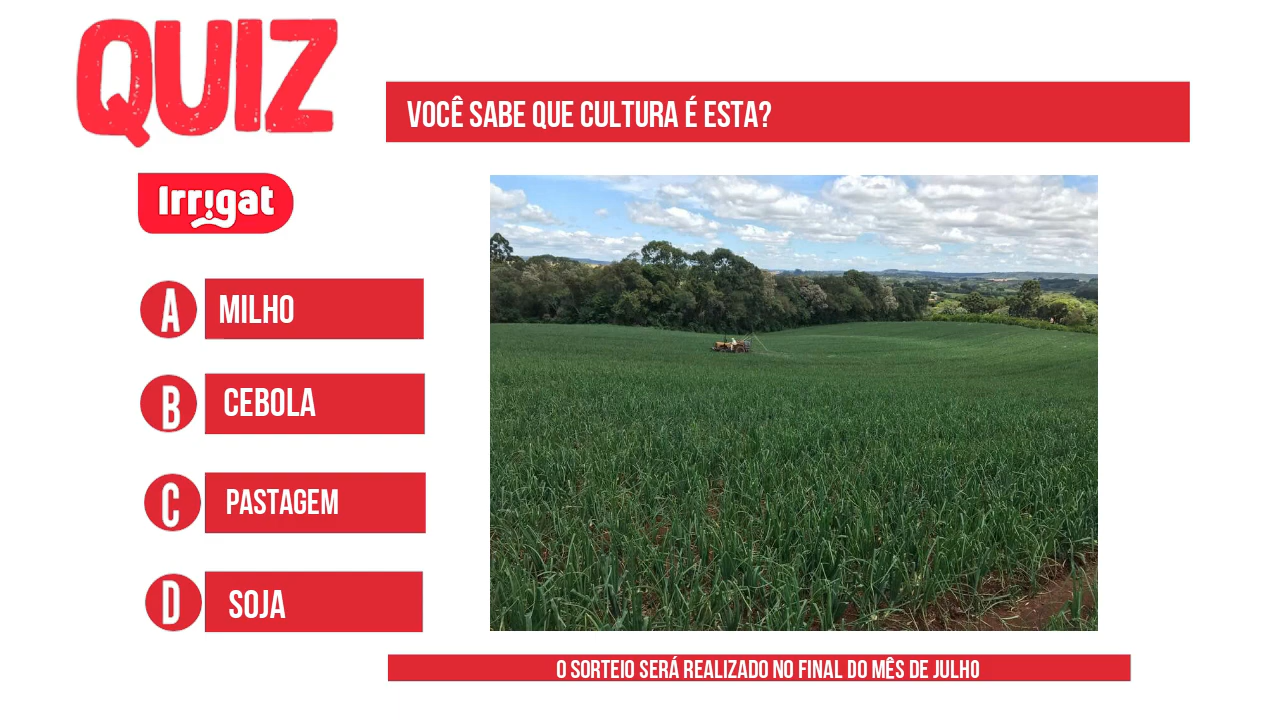 QUIZ
VOCÊ SABE QUE CULTURA É ESTA?
Irrigat
A MILHO
B CEBOLA
C PASTAGEM
D SOJA
O SORTEIO SERÁ REALIZADO NO FINAL DO MÊS DE JULHO